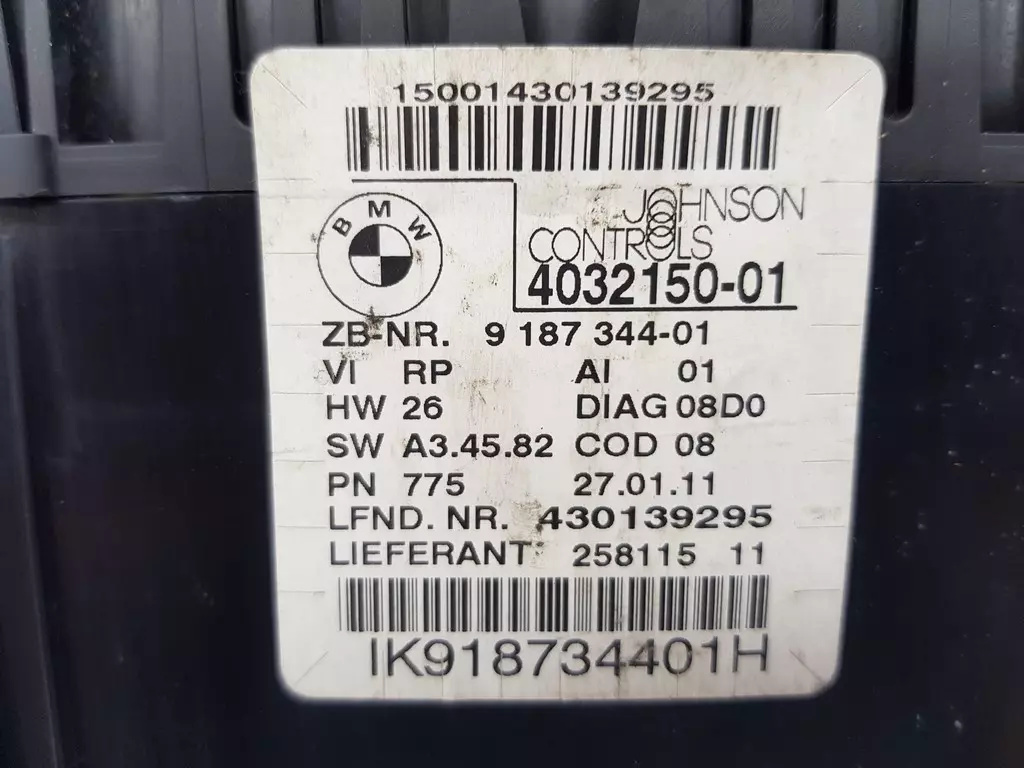 15001430139295
BMW
JOHNSON
CONTROLS
4032150-01
ZB-NR. 9 187 344-01
VI RP AI 01
HW 26 DIAG 08D0
SW A3.45.82 COD 08
PN 775 27.01.11
LFND. NR. 430139295
LIEFERANT: 258115 11
IK918734401H